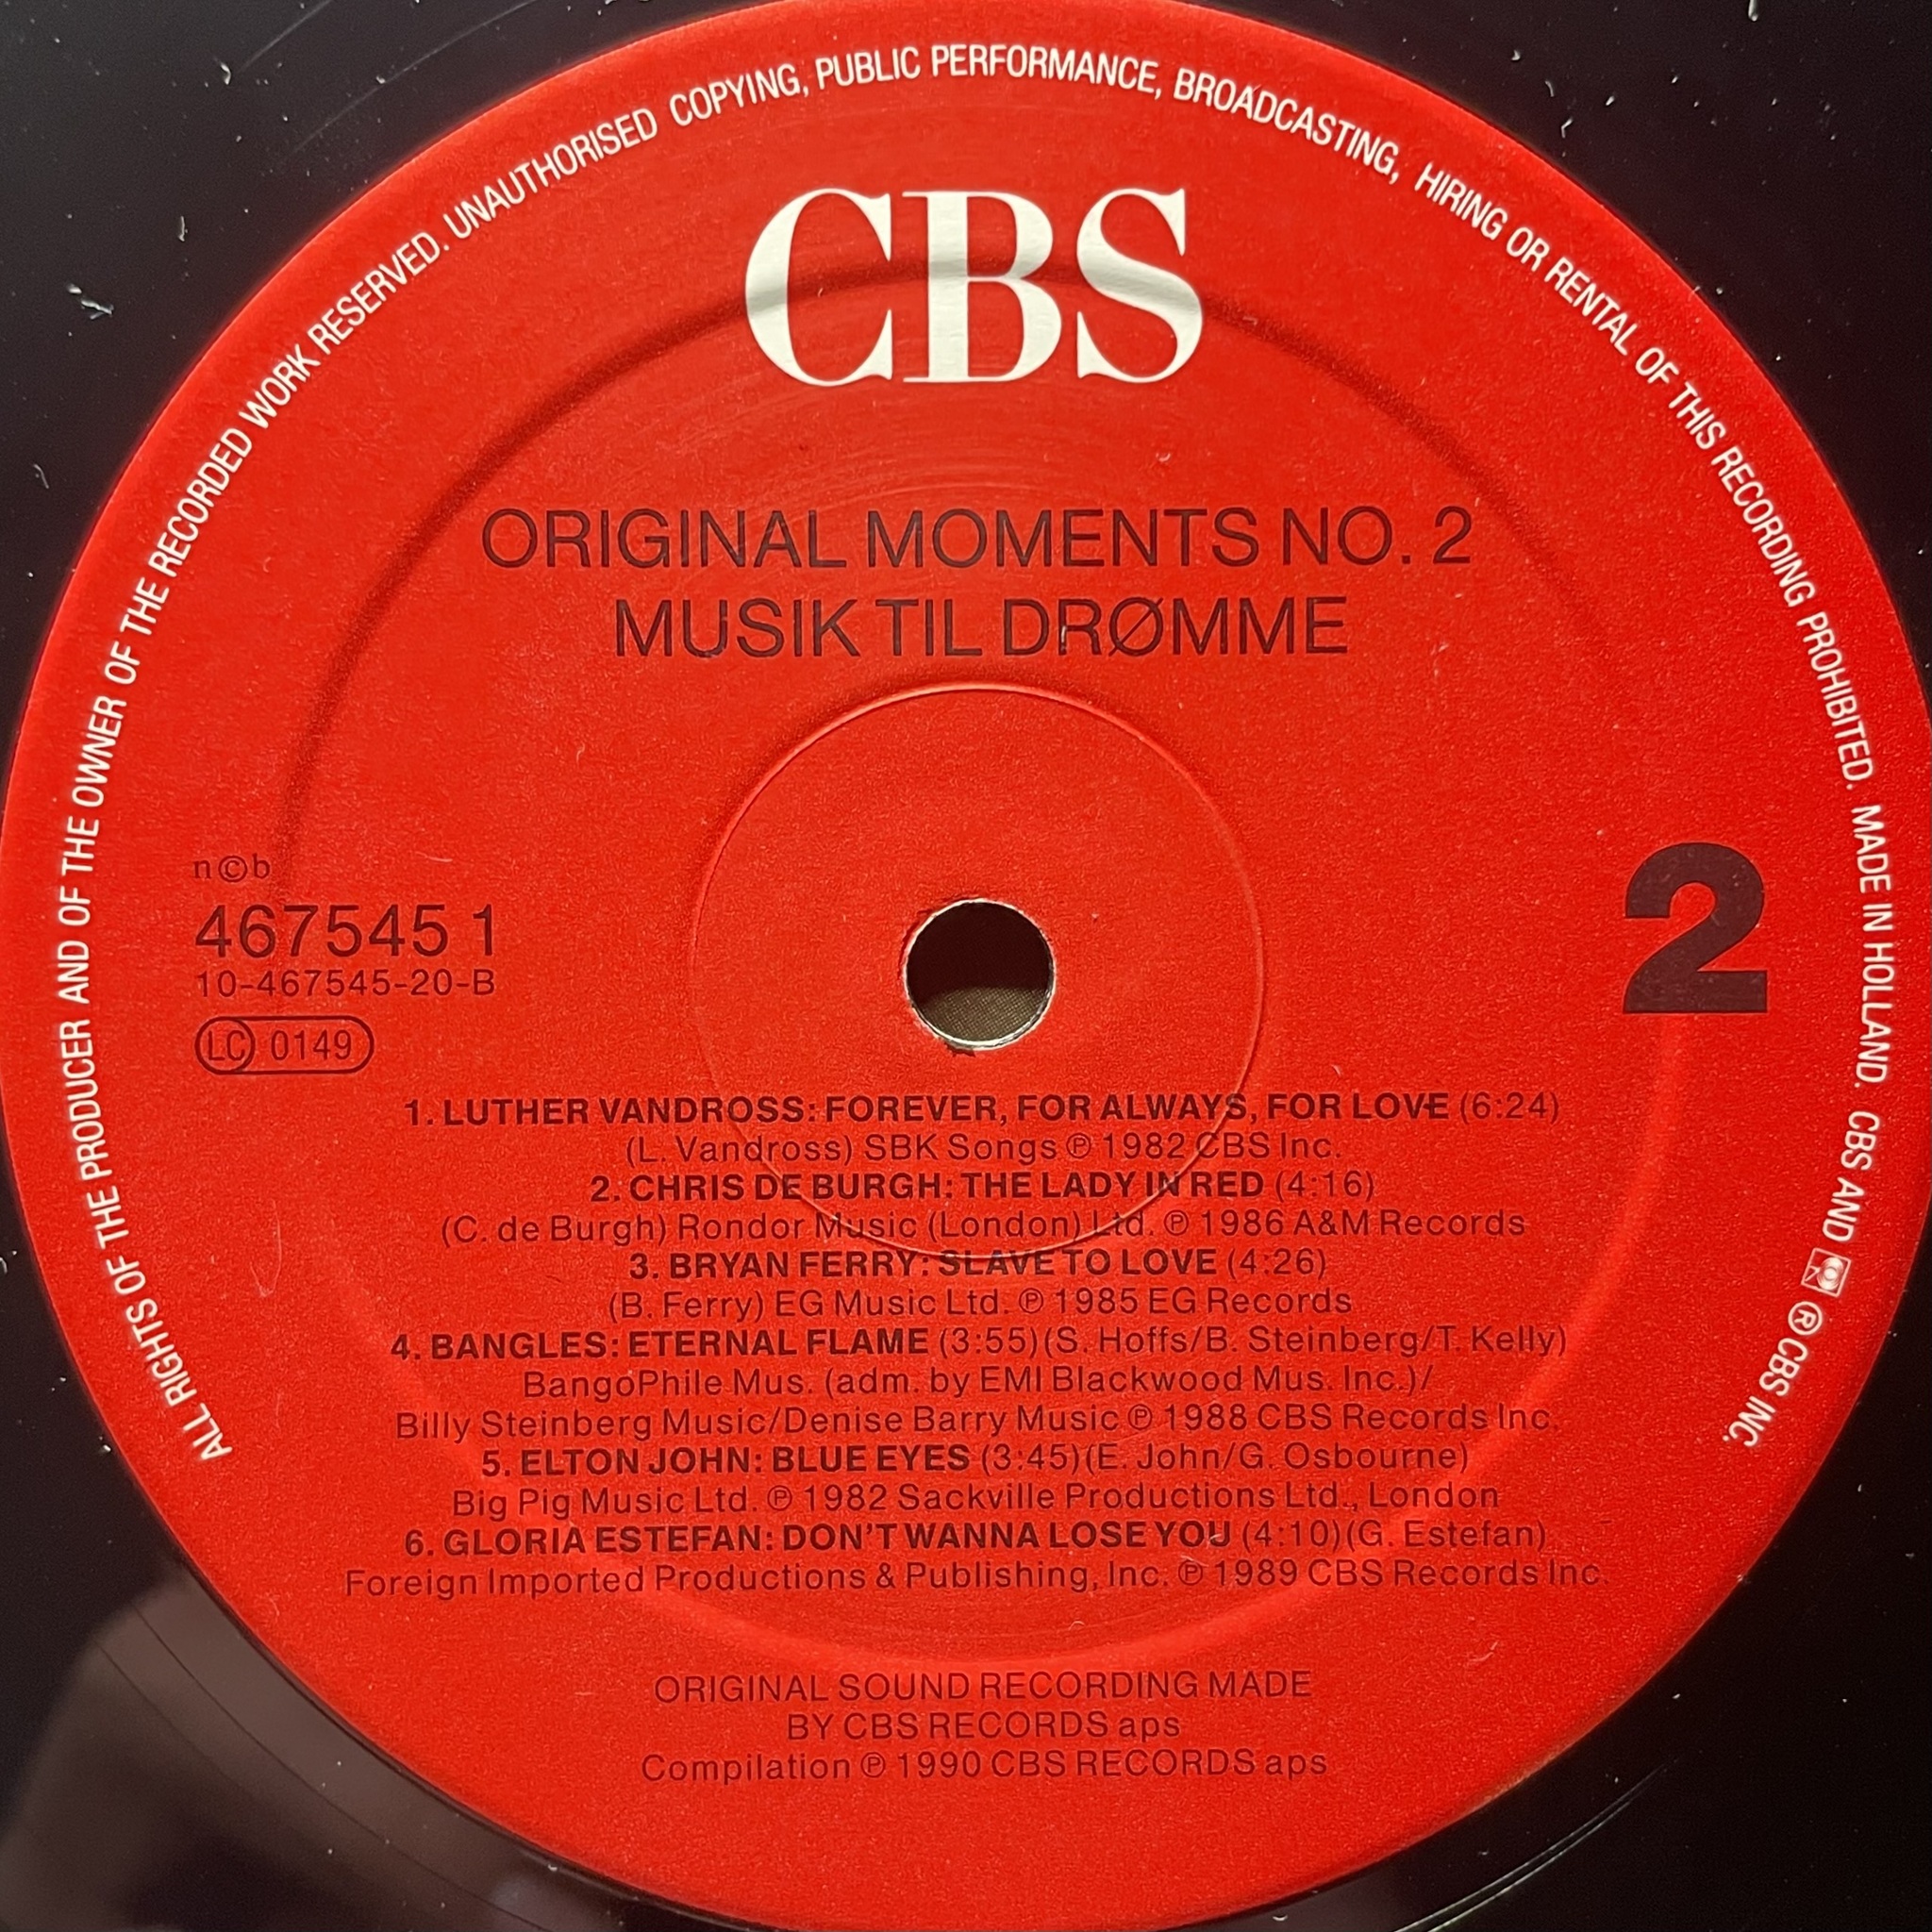 ALL RIGHTS OF THE PRODUCER AND OF THE OWNER OF THE RECORDED WORK RESERVED. UNAUTHORISED COPYING, PUBLIC PERFORMANCE, BROADCASTING, HIRING OR RENTAL OF THIS RECORDING PROHIBITED. MADE IN HOLLAND. CBS AND ® CBS INC.
CBS
ORIGINAL MOMENTS NO. 2
MUSIK TIL DRØMME
n©b
467545 1
10-467545-20-B
LC 0149
2
1. LUTHER VANDROSS: FOREVER, FOR ALWAYS, FOR LOVE (6:24)
(L. Vandross) SBK Songs ℗ 1982 CBS Inc.
2. CHRIS DE BURGH: THE LADY IN RED (4:16)
(C. de Burgh) Rondor Music (London) Ltd. ℗ 1986 A&M Records
3. BRYAN FERRY: SLAVE TO LOVE (4:26)
(B. Ferry) EG Music Ltd. ℗ 1985 EG Records
4. BANGLES: ETERNAL FLAME (3:55) (S. Hoffs/B. Steinberg/T. Kelly)
BangoPhile Mus. (adm. by EMI Blackwood Mus. Inc.)/
Billy Steinberg Music/Denise Barry Music ℗ 1988 CBS Records Inc.
5. ELTON JOHN: BLUE EYES (3:45) (E. John/G. Osbourne)
Big Pig Music Ltd. ℗ 1982 Sackville Productions Ltd., London
6. GLORIA ESTEFAN: DON'T WANNA LOSE YOU (4:10) (G. Estefan)
Foreign Imported Productions & Publishing, Inc. ℗ 1989 CBS Records Inc.
ORIGINAL SOUND RECORDING MADE
BY CBS RECORDS aps
Compilation ℗ 1990 CBS RECORDS aps